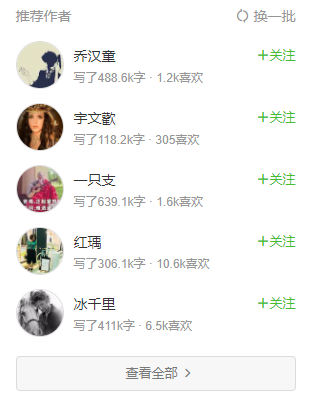 推荐作者 换一批
乔汉童 +关注
写了488.6k字 · 1.2k喜欢
宇文歡 +关注
写了118.2k字 · 305喜欢
一只支 +关注
写了639.1k字 · 1.6k喜欢
红瑀 +关注
写了306.1k字 · 10.6k喜欢
冰千里 +关注
写了411k字 · 6.5k喜欢
查看全部 >